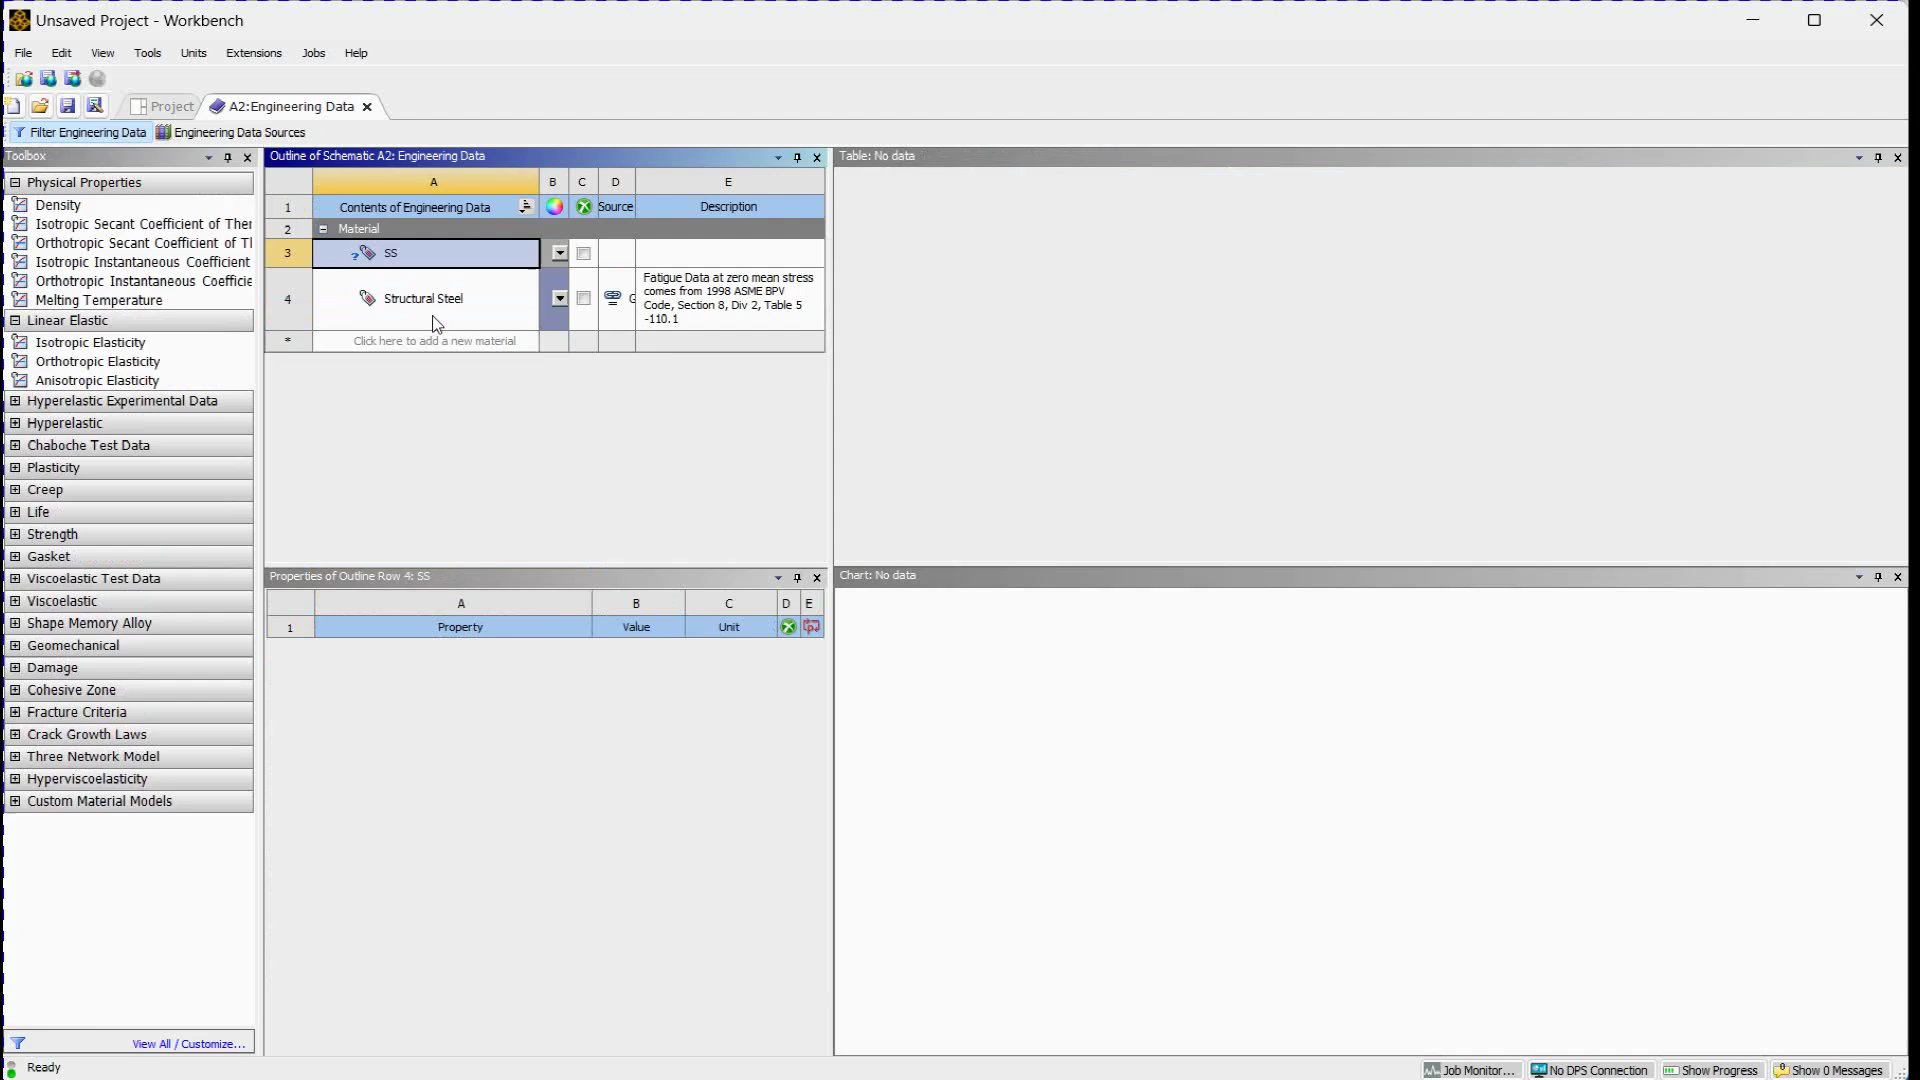 Unsaved Project - Workbench
File Edit View Tools Units Extensions Jobs Help
Project A2:Engineering Data
Filter Engineering Data Engineering Data Sources
Toolbox
Physical Properties
Density
Isotropic Secant Coefficient of Ther
Orthotropic Secant Coefficient of Tl
Isotropic Instantaneous Coefficient
Orthotropic Instantaneous Coefficie
Melting Temperature
Linear Elastic
Isotropic Elasticity
Orthotropic Elasticity
Anisotropic Elasticity
Hyperelastic Experimental Data
Hyperelastic
Chaboche Test Data
Plasticity
Creep
Life
Strength
Gasket
Viscoelastic Test Data
Viscoelastic
Shape Memory Alloy
Geomechanical
Damage
Cohesive Zone
Fracture Criteria
Crack Growth Laws
Three Network Model
Hyperviscoelasticity
Custom Material Models
View All / Customize...
Outline of Schematic A2: Engineering Data
A B C D E
1 Contents of Engineering Data Source Description
2 Material
3 ? SS
4 Structural Steel G
Fatigue Data at zero mean stress
comes from 1998 ASME BPV
Code, Section 8, Div 2, Table 5
-110.1
* Click here to add a new material
Properties of Outline Row 4: SS
A B C D E
1 Property Value Unit
Table: No data
Chart: No data
Ready
Job Monitor... No DPS Connection Show Progress Show 0 Messages